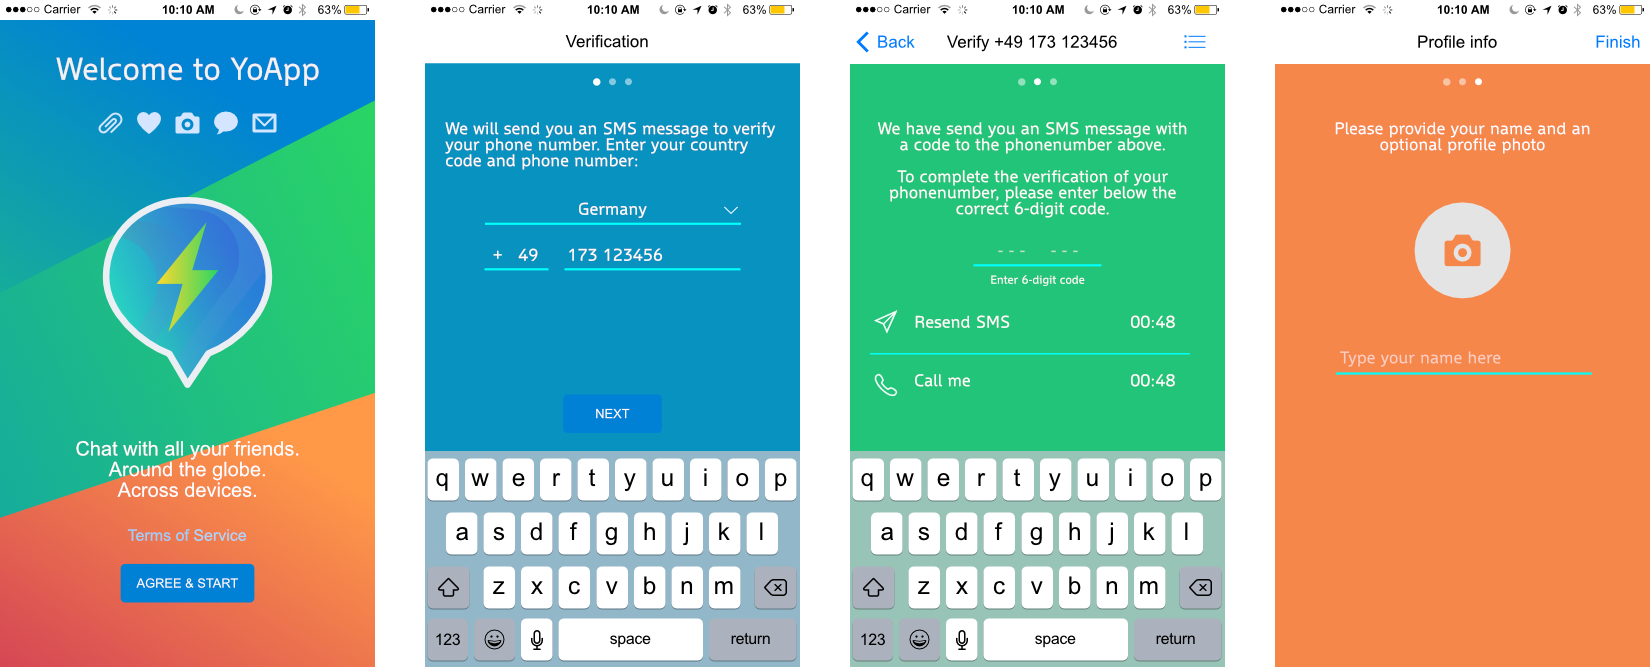 Carrier 10:10 AM 63%
Welcome to YoApp
Chat with all your friends.
Around the globe.
Across devices.
Terms of Service
AGREE & START
Carrier 10:10 AM 63%
Verification
We will send you an SMS message to verify
your phone number. Enter your country
code and phone number:
Germany
+ 49 173 123456
NEXT
q w e r t y u i o p
a s d f g h j k l
z x c v b n m
123 space return
Carrier 10:10 AM 63%
Back Verify +49 173 123456
We have send you an SMS message with
a code to the phonenumber above.
To complete the verification of your
phonenumber, please enter below the
correct 6-digit code.
--- ---
Enter 6-digit code
Resend SMS 00:48
Call me 00:48
q w e r t y u i o p
a s d f g h j k l
z x c v b n m
123 space return
Carrier 10:10 AM 63%
Profile info Finish
Please provide your name and an
optional profile photo
Type your name here